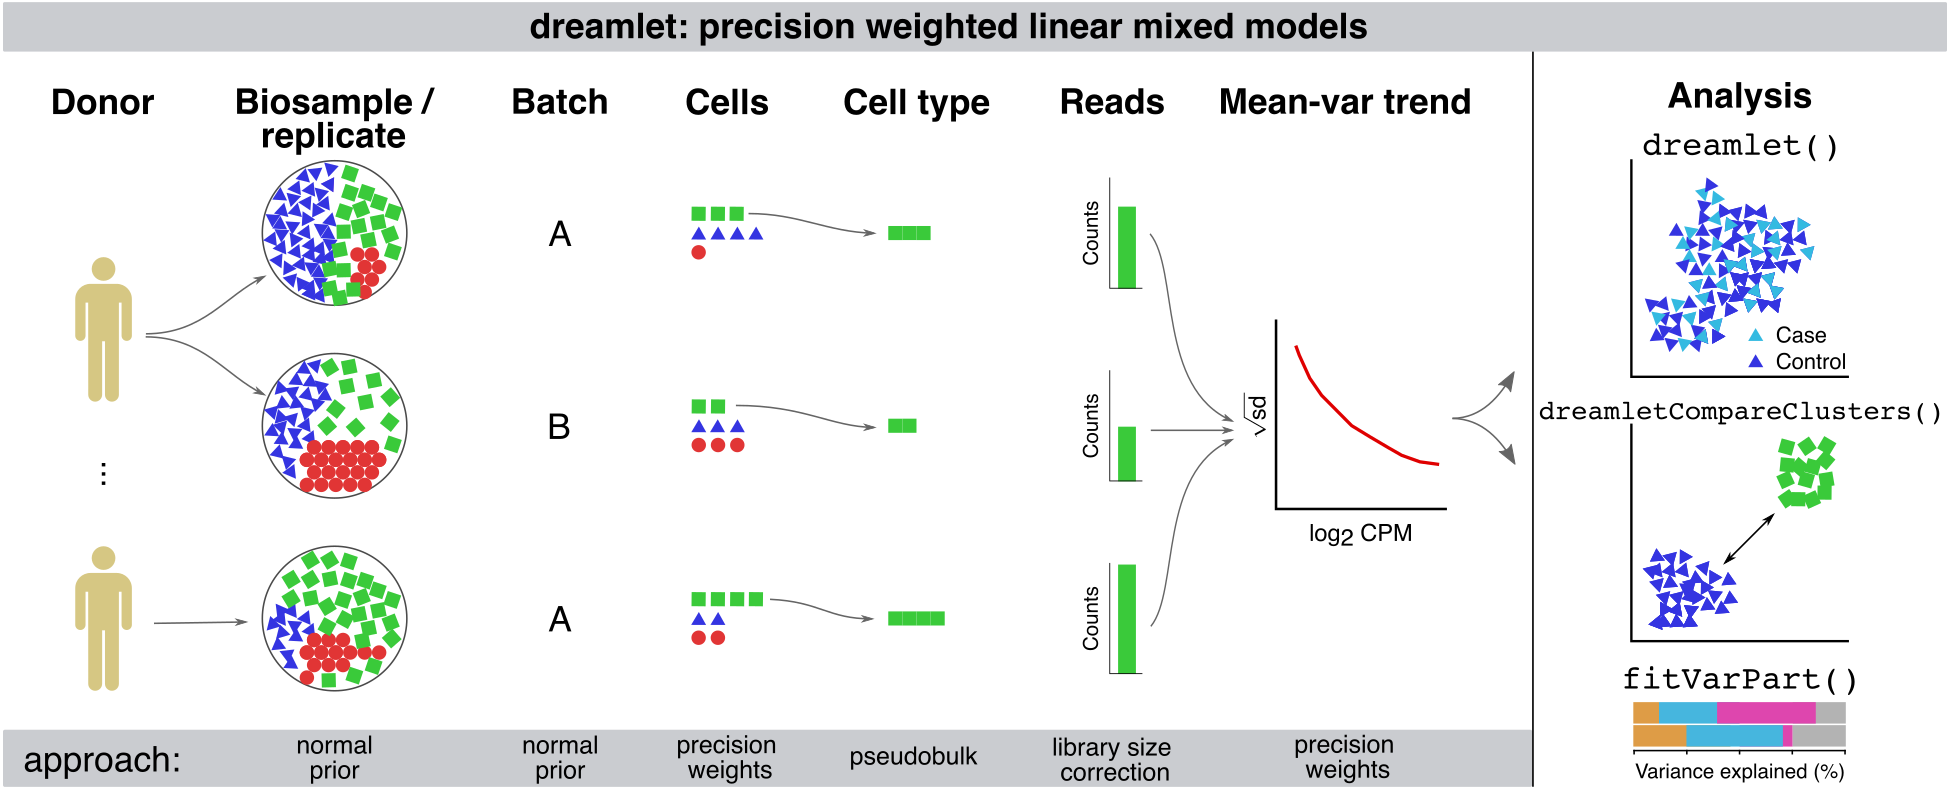 dreamlet: precision weighted linear mixed models
Donor
Biosample /
replicate
Batch
Cells
Cell type
Reads
Mean-var trend
A
B
A
...
Counts
Counts
Counts
√sd
log2 CPM
approach:
normal
prior
normal
prior
precision
weights
pseudobulk
library size
correction
precision
weights
Analysis
dreamlet()
Case
Control
dreamletCompareClusters()
fitVarPart()
Variance explained (%)